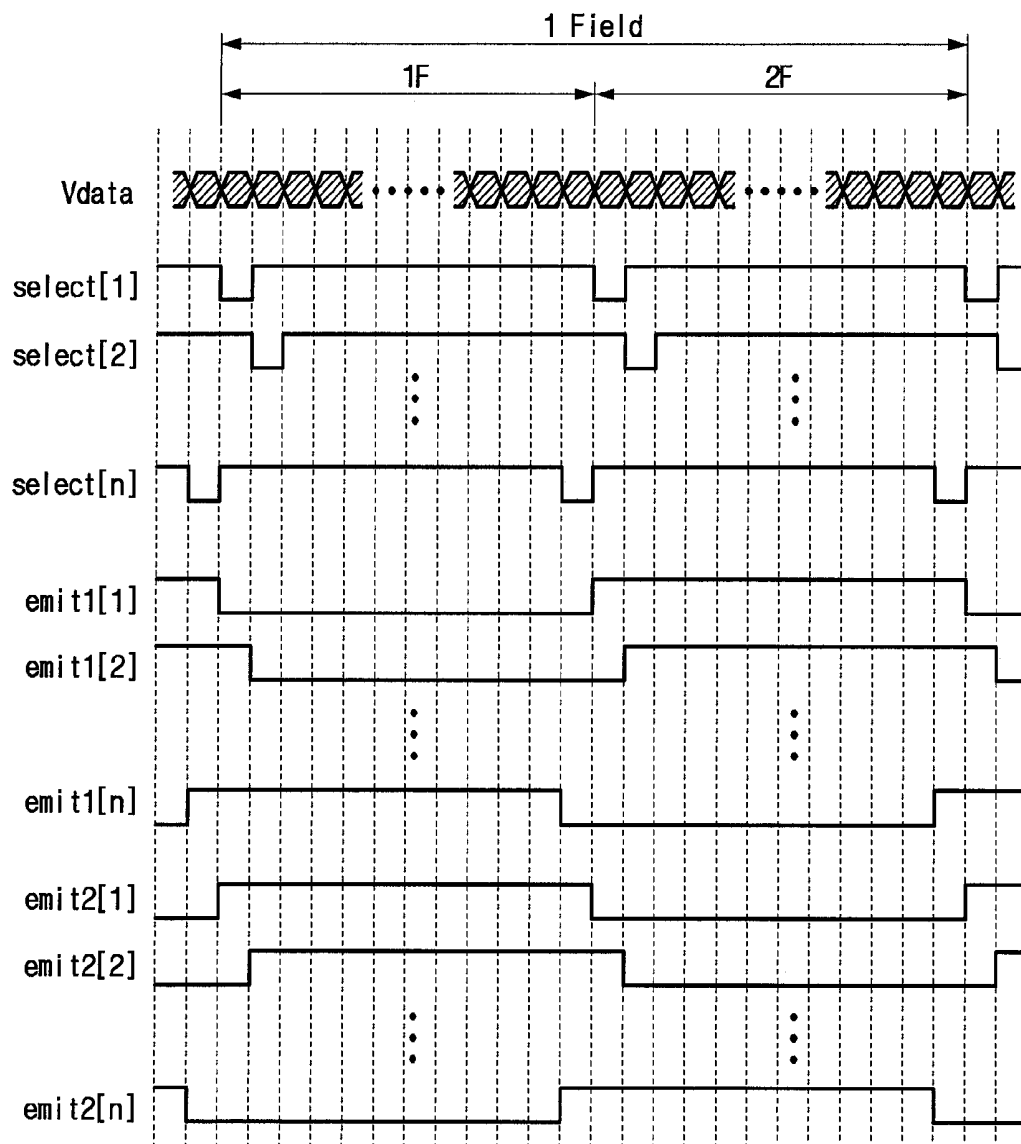 1 Field
1F
2F
Vdata
select[1]
select[2]
select[n]
emit1[1]
emit1[2]
emit1[n]
emit2[1]
emit2[2]
emit2[n]